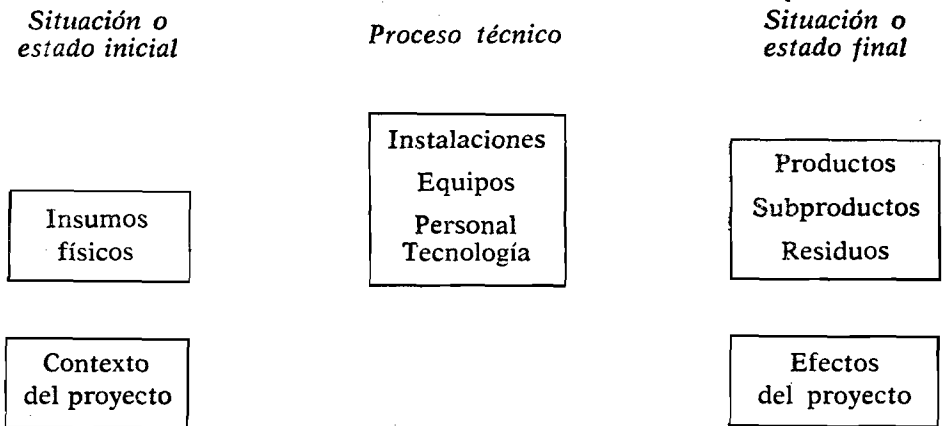 Situación o
estado inicial
Proceso técnico
Situación o
estado final
Insumos
físicos
Instalaciones
Equipos
Personal
Tecnología
Productos
Subproductos
Residuos
Contexto
del proyecto
Efectos
del proyecto